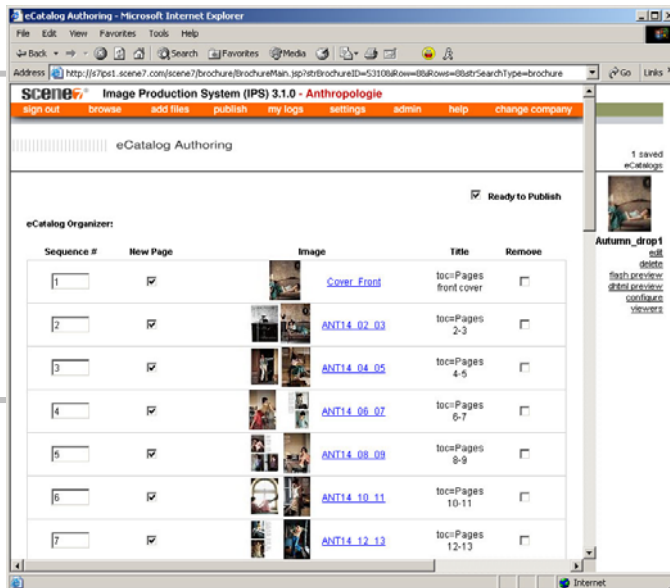 eCatalog Authoring - Microsoft Internet Explorer
File Edit View Favorites Tools Help
Back Search Favorites Media
Address http://s7ips1.scene7.com/scene7/brochure/BrochureMain.jsp?strBrochureID=5310&Row=8&Rows=88&strSearchType=brochure Go Links
SCENE7 Image Production System (IPS) 3.1.0 - Anthropologie
sign out browse add files publish my logs settings admin help change company
eCatalog Authoring
1 saved
eCatalogs
Ready to Publish
eCatalog Organizer:
Autumn_drop1
edit
delete
flash preview
dhtml preview
configure
viewers
Sequence # New Page Image Title Remove
1 Cover_Front toc=Pages
front cover
2 ANT14_02_03 toc=Pages
2-3
3 ANT14_04_05 toc=Pages
4-5
4 ANT14_06_07 toc=Pages
6-7
5 ANT14_08_09 toc=Pages
8-9
6 ANT14_10_11 toc=Pages
10-11
7 ANT14_12_13 toc=Pages
12-13
Internet